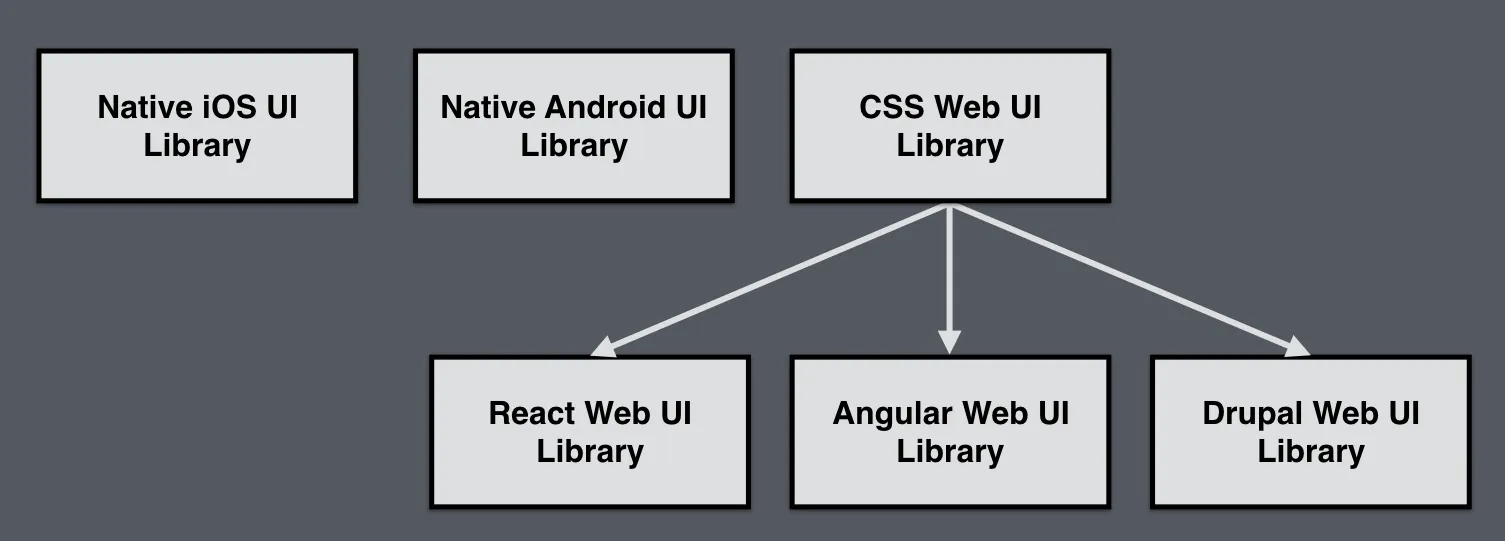 Native iOS UI
Library
Native Android UI
Library
CSS Web UI
Library
React Web UI
Library
Angular Web UI
Library
Drupal Web UI
Library